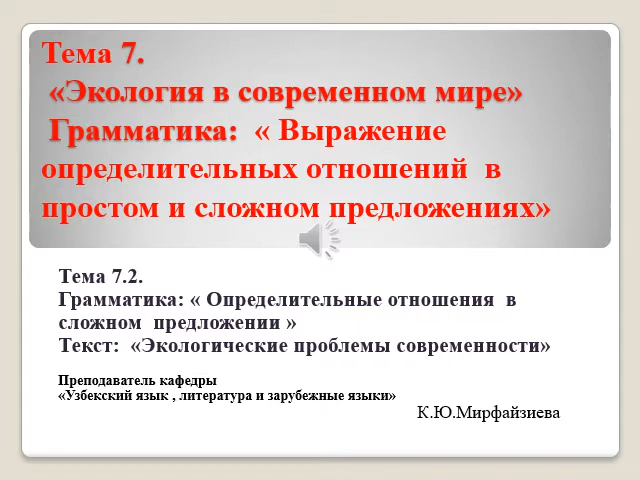 Тема 7.
«Экология в современном мире»
Грамматика: « Выражение
определительных отношений в
простом и сложном предложениях»
Тема 7.2.
Грамматика: « Определительные отношения в
сложном предложении »
Текст: «Экологические проблемы современности»
Преподаватель кафедры
«Узбекский язык , литература и зарубежные языки»
К.Ю.Мирфайзиева